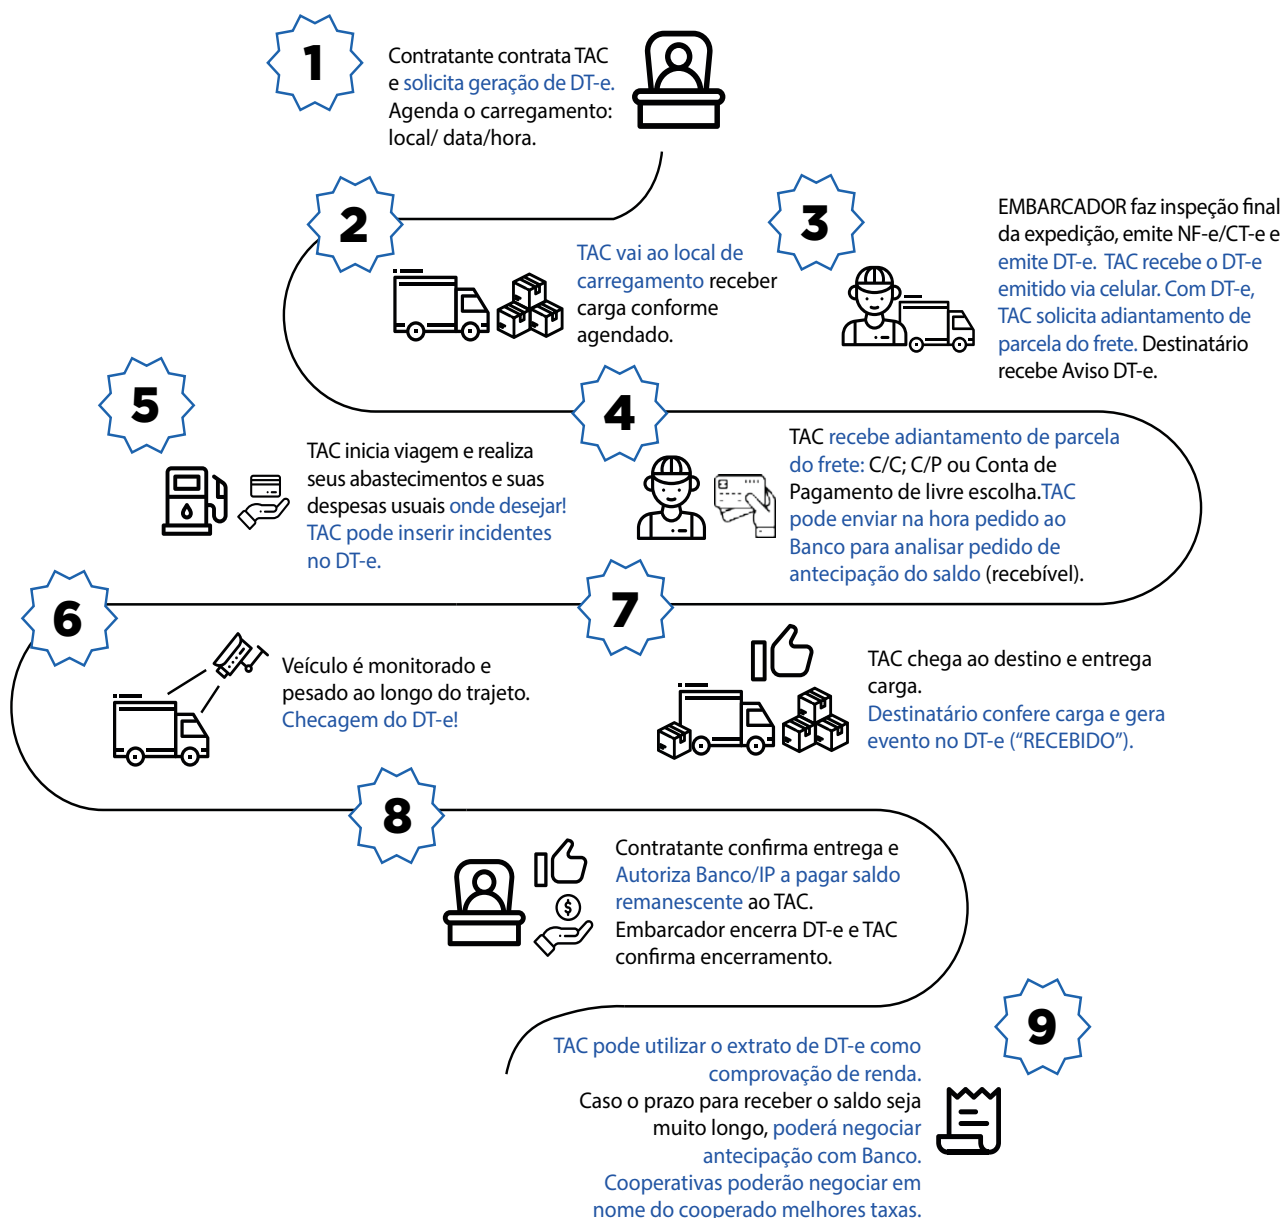 1
Contratante contrata TAC
e solicita geração de DT-e.
Agenda o carregamento:
local/ data/hora.
2
TAC vai ao local de
carregamento receber
carga conforme
agendado.
3
EMBARCADOR faz inspeção final
da expedição, emite NF-e/CT-e e
emite DT-e. TAC recebe o DT-e
emitido via celular. Com DT-e,
TAC solicita adiantamento de
parcela do frete. Destinatário
recebe Aviso DT-e.
4
TAC recebe adiantamento de parcela
do frete: C/C; C/P ou Conta de
Pagamento de livre escolha.TAC
pode enviar na hora pedido ao
Banco para analisar pedido de
antecipação do saldo (recebível).
5
TAC inicia viagem e realiza
seus abastecimentos e suas
despesas usuais onde desejar!
TAC pode inserir incidentes
no DT-e.
6
Veículo é monitorado e
pesado ao longo do trajeto.
Checagem do DT-e!
7
TAC chega ao destino e entrega
carga.
Destinatário confere carga e gera
evento no DT-e (“RECEBIDO”).
8
Contratante confirma entrega e
Autoriza Banco/IP a pagar saldo
remanescente ao TAC.
Embarcador encerra DT-e e TAC
confirma encerramento.
$
9
TAC pode utilizar o extrato de DT-e como
comprovação de renda.
Caso o prazo para receber o saldo seja
muito longo, poderá negociar
antecipação com Banco.
Cooperativas poderão negociar em
nome do cooperado melhores taxas.